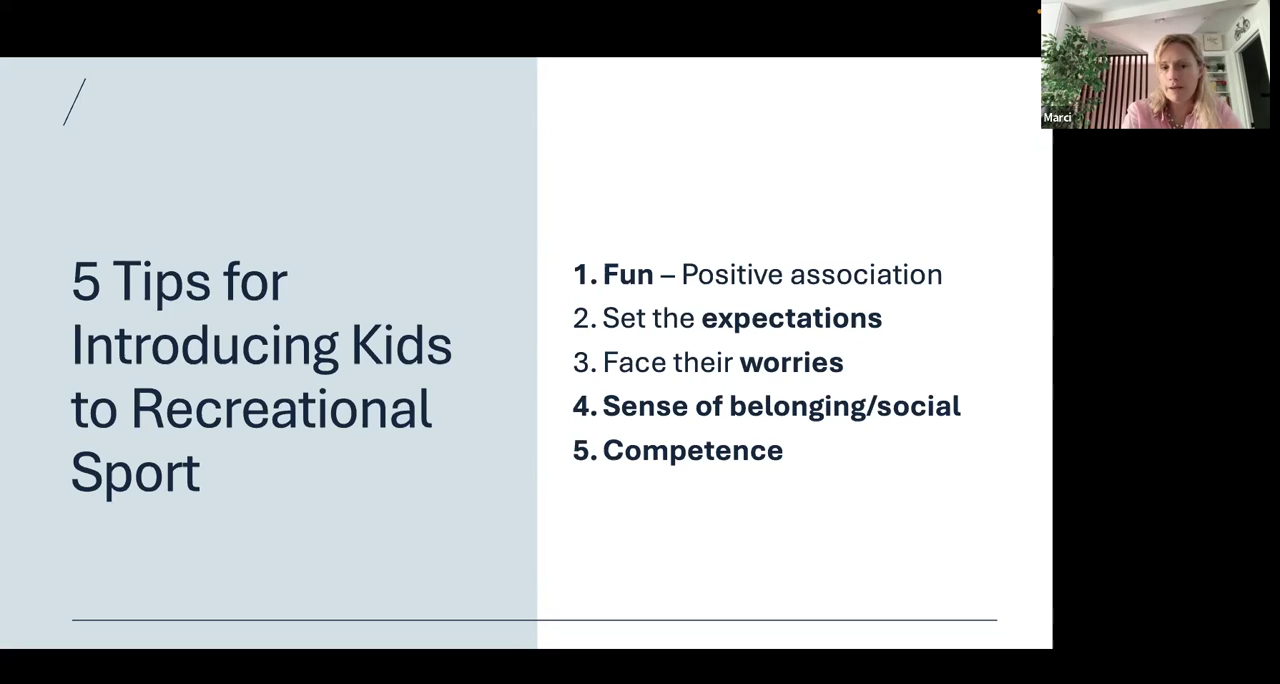 5 Tips for
Introducing Kids
to Recreational
Sport
1. Fun – Positive association
2. Set the expectations
3. Face their worries
4. Sense of belonging/social
5. Competence
Marci